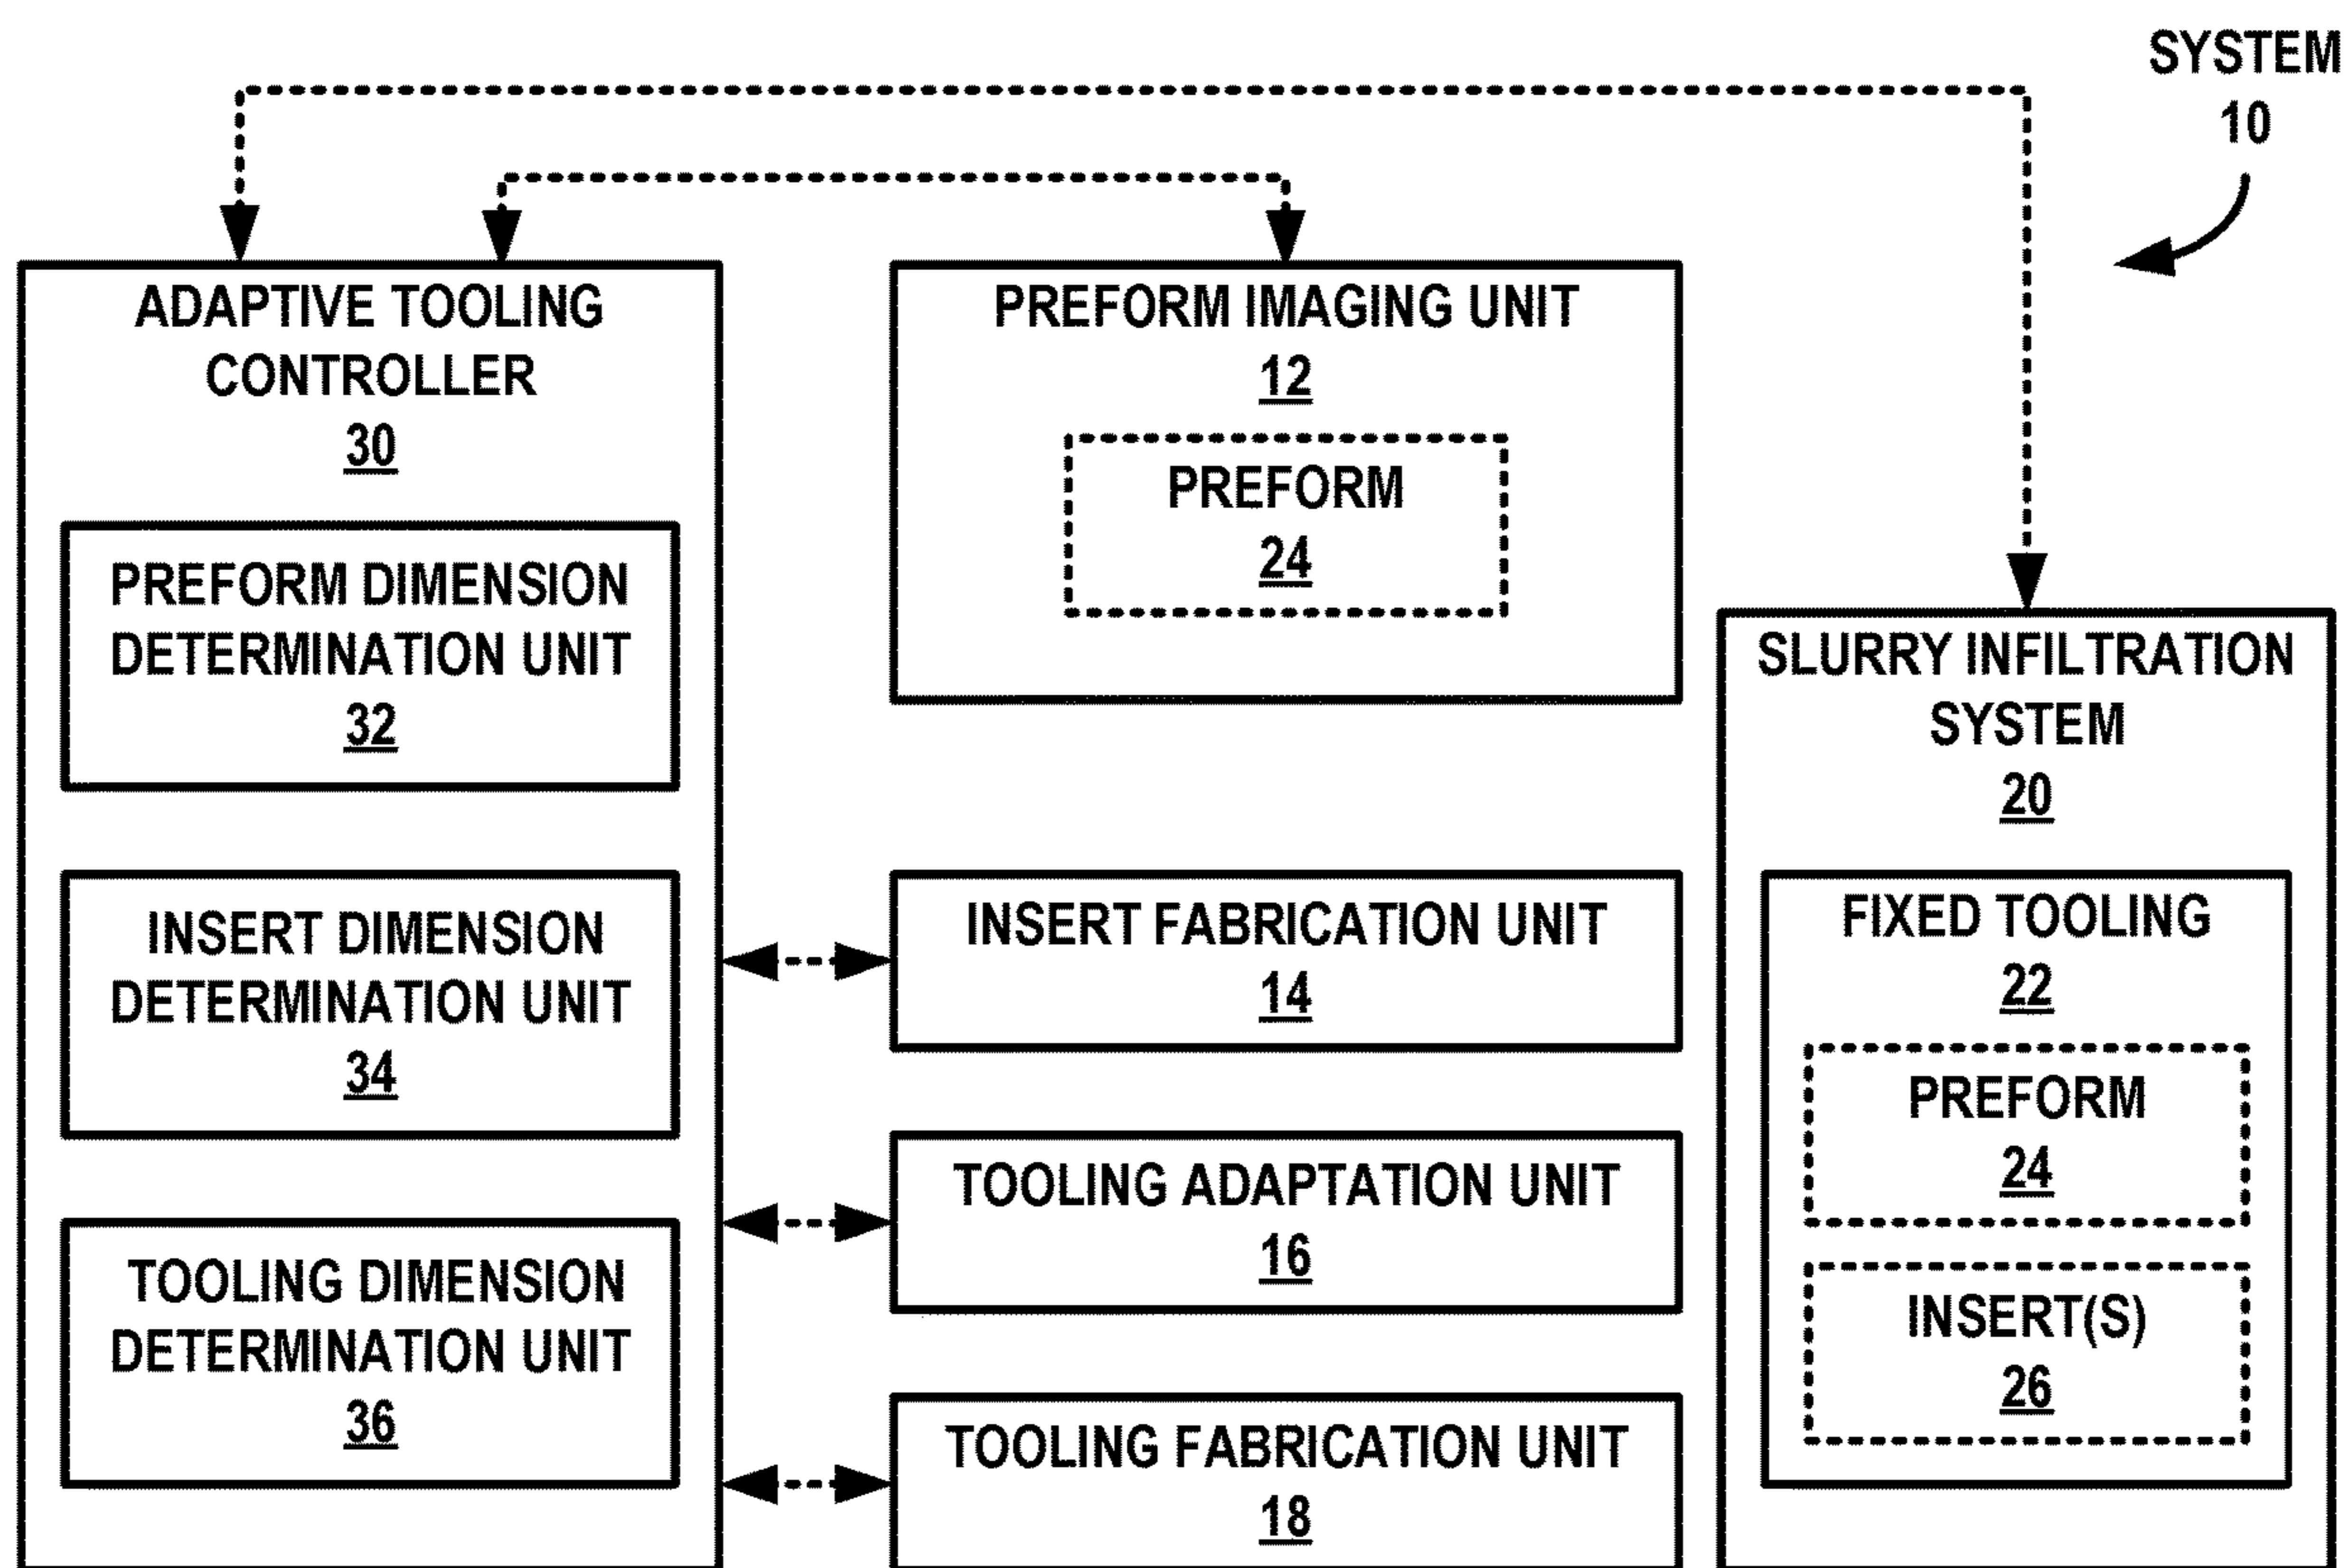 SYSTEM
10
ADAPTIVE TOOLING
CONTROLLER
30
PREFORM DIMENSION
DETERMINATION UNIT
32
INSERT DIMENSION
DETERMINATION UNIT
34
TOOLING DIMENSION
DETERMINATION UNIT
36
PREFORM IMAGING UNIT
12
PREFORM
24
INSERT FABRICATION UNIT
14
TOOLING ADAPTATION UNIT
16
TOOLING FABRICATION UNIT
18
SLURRY INFILTRATION
SYSTEM
20
FIXED TOOLING
22
PREFORM
24
INSERT(S)
26